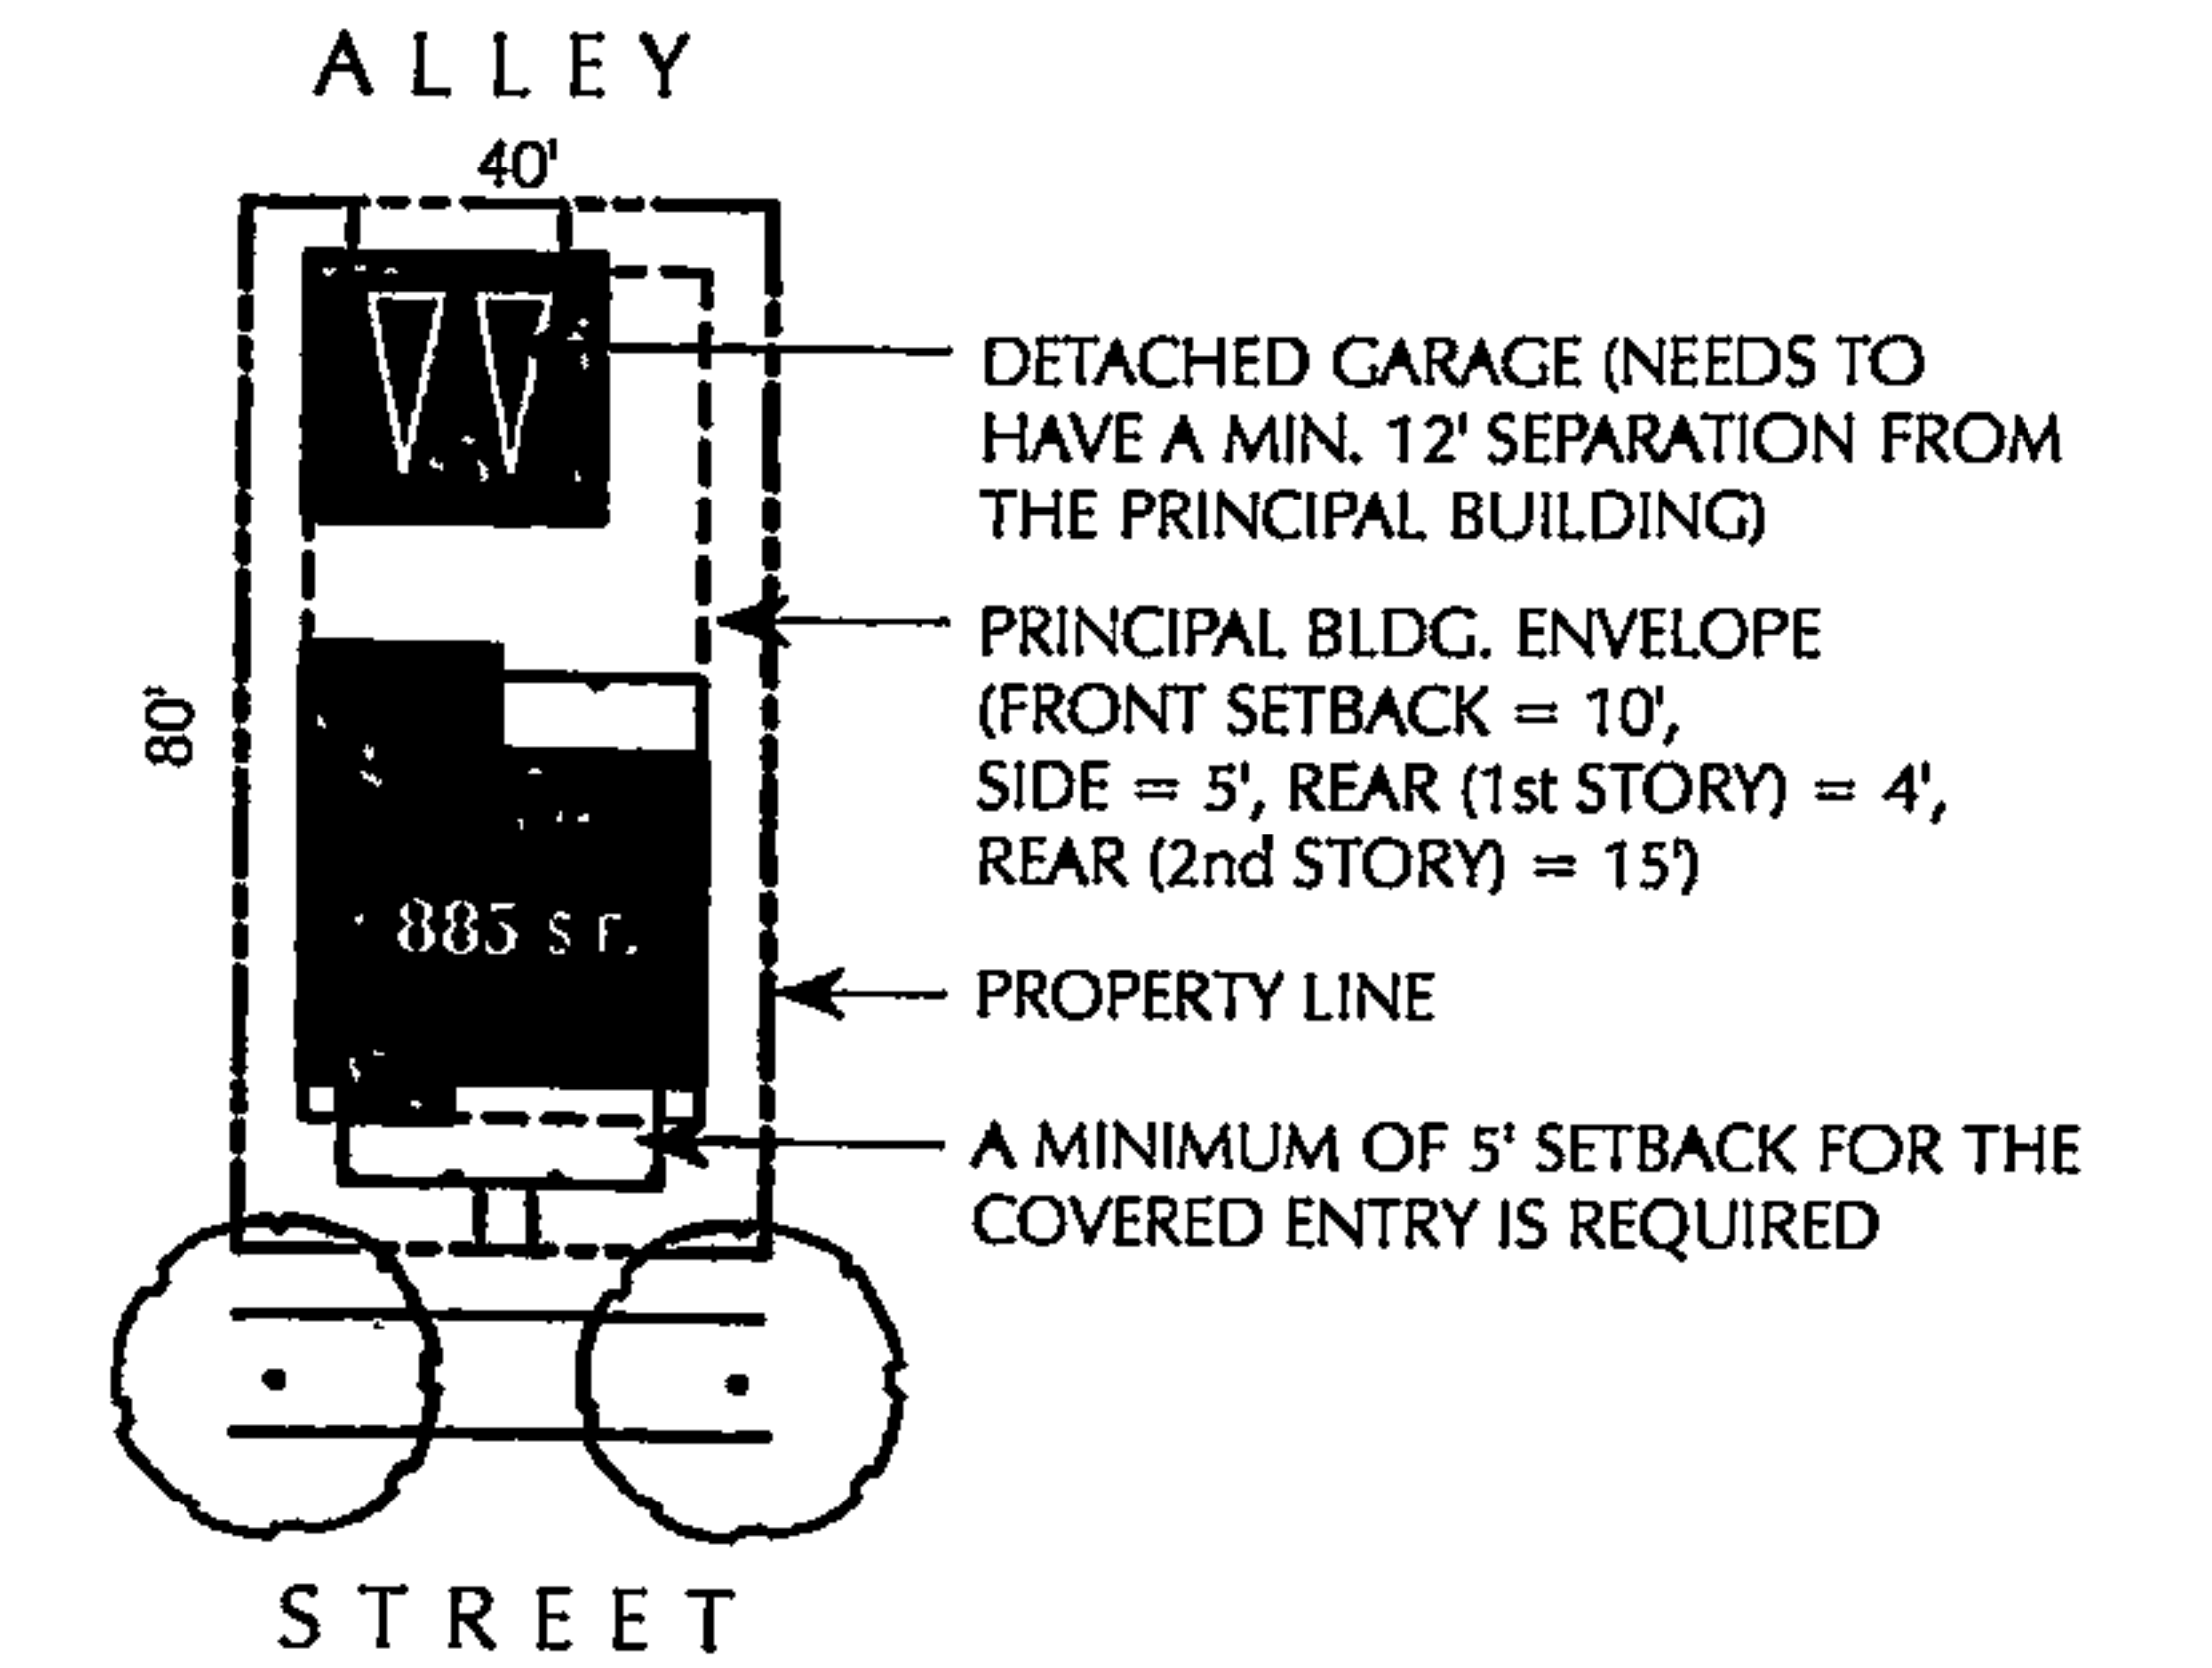 ALLEY
40'
DETACHED GARAGE (NEEDS TO
HAVE A MIN. 12' SEPARATION FROM
THE PRINCIPAL BUILDING)
PRINCIPAL BLDG. ENVELOPE
(FRONT SETBACK = 10',
SIDE = 5', REAR (1st STORY) = 4',
REAR (2nd STORY) = 15')
80'
885 s
PROPERTY LINE
A MINIMUM OF 5' SETBACK FOR THE
COVERED ENTRY IS REQUIRED
STREET